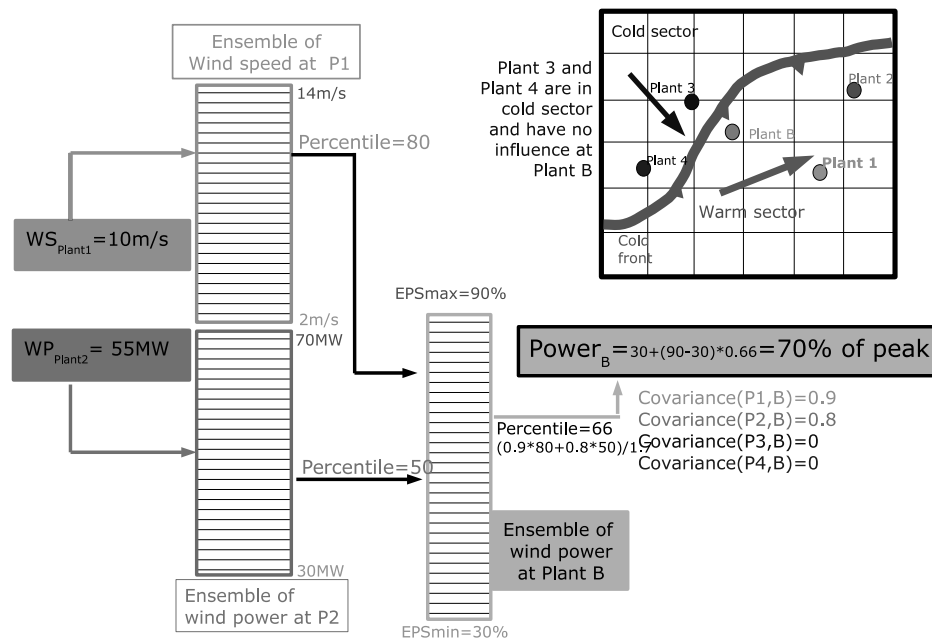 Ensemble of
Wind speed at P1
14m/s
Percentile=80
WSPlant1=10m/s
2m/s
70MW
WPPlant2= 55MW
Percentile=50
30MW
Ensemble of
wind power at P2
EPSmax=90%
Percentile=66
(0.9*80+0.8*50)/1.7
Ensemble of
wind power
at Plant B
EPSmin=30%
PowerB=30+(90-30)*0.66=70% of peak
Covariance(P1,B)=0.9
Covariance(P2,B)=0.8
Covariance(P3,B)=0
Covariance(P4,B)=0
Plant 3 and
Plant 4 are in
cold sector
and have no
influence at
Plant B
Cold sector
Plant 3
Plant 2
Plant B
Plant 4
Plant 1
Warm sector
Cold
front